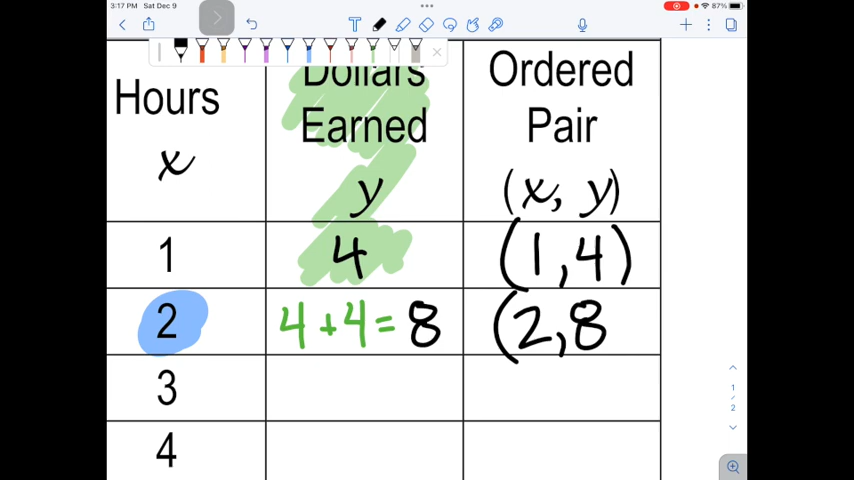 3:17 PM Sat Dec 9
87%
T
Hours
x
Dollars
Earned
y
Ordered
Pair
(x, y)
1
4
(1,4)
2
4+4=8
(2,8
3
4
1
/
2